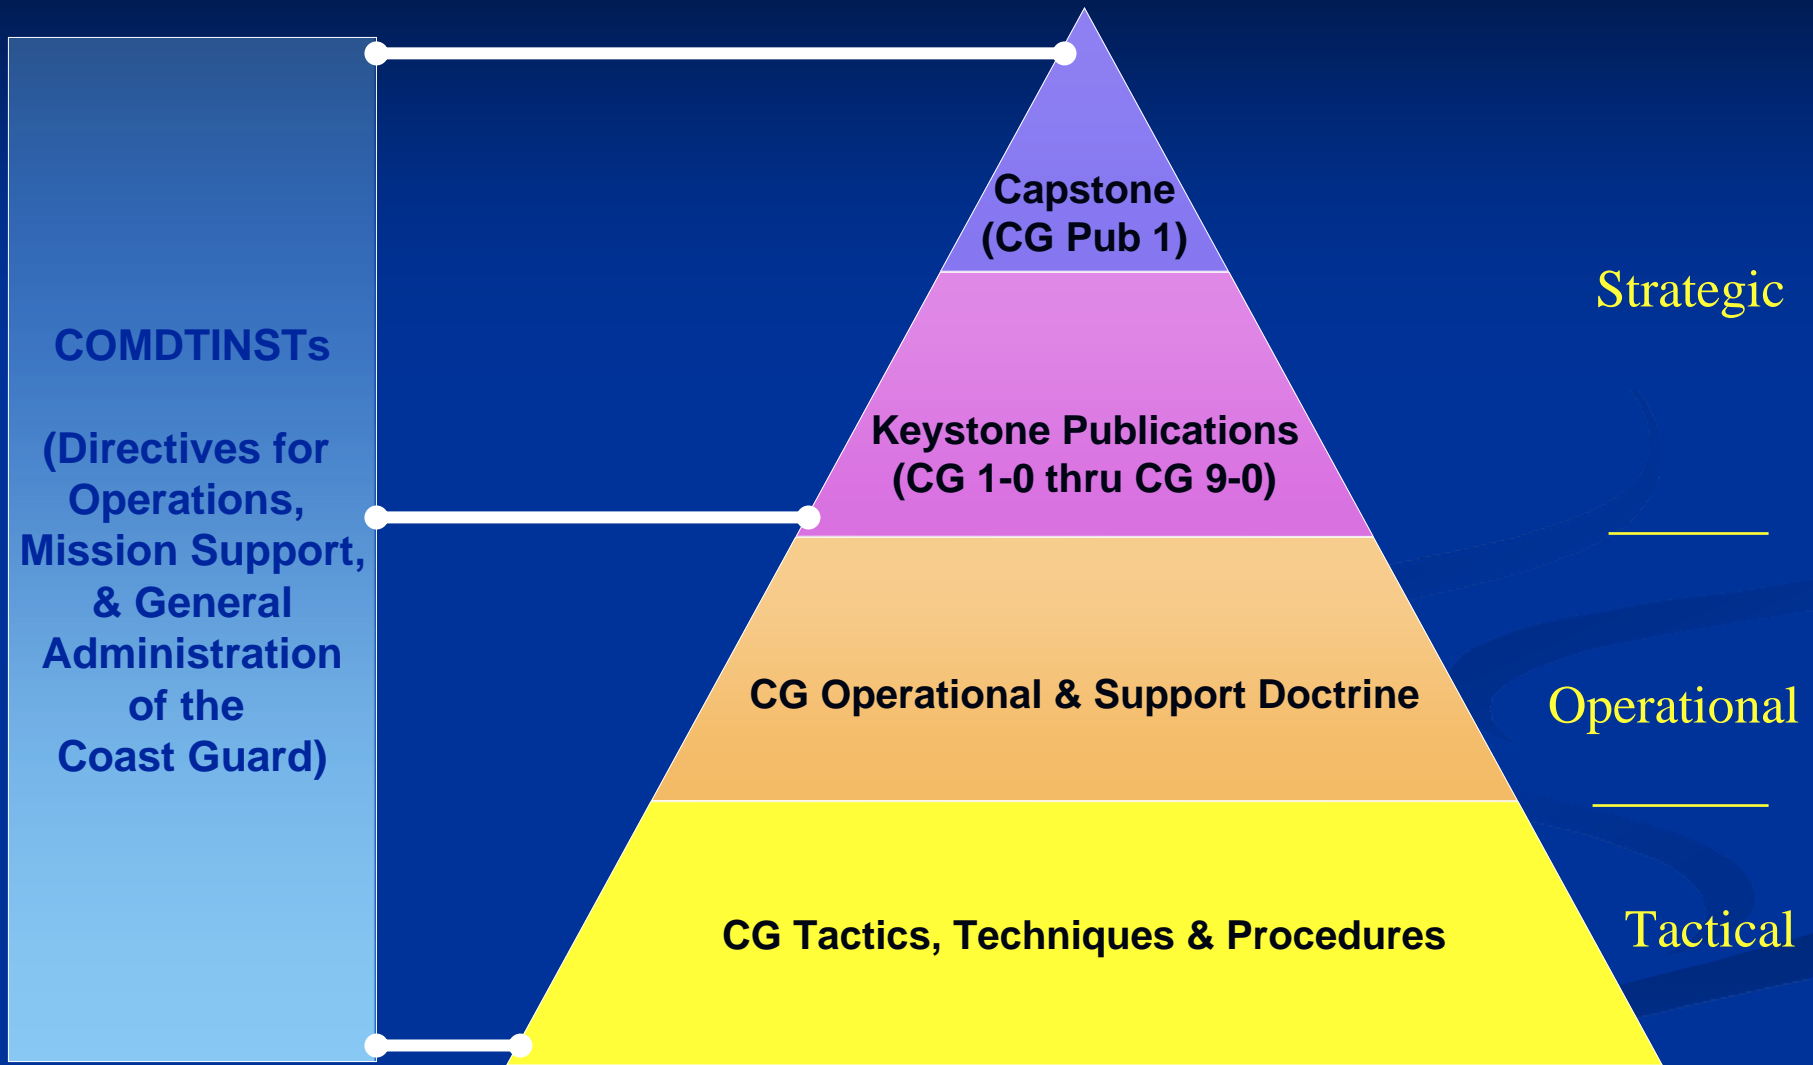 COMDTINSTs
(Directives for
Operations,
Mission Support,
& General
Administration
of the
Coast Guard)
Capstone
(CG Pub 1)
Keystone Publications
(CG 1-0 thru CG 9-0)
CG Operational & Support Doctrine
CG Tactics, Techniques & Procedures
Strategic
Operational
Tactical